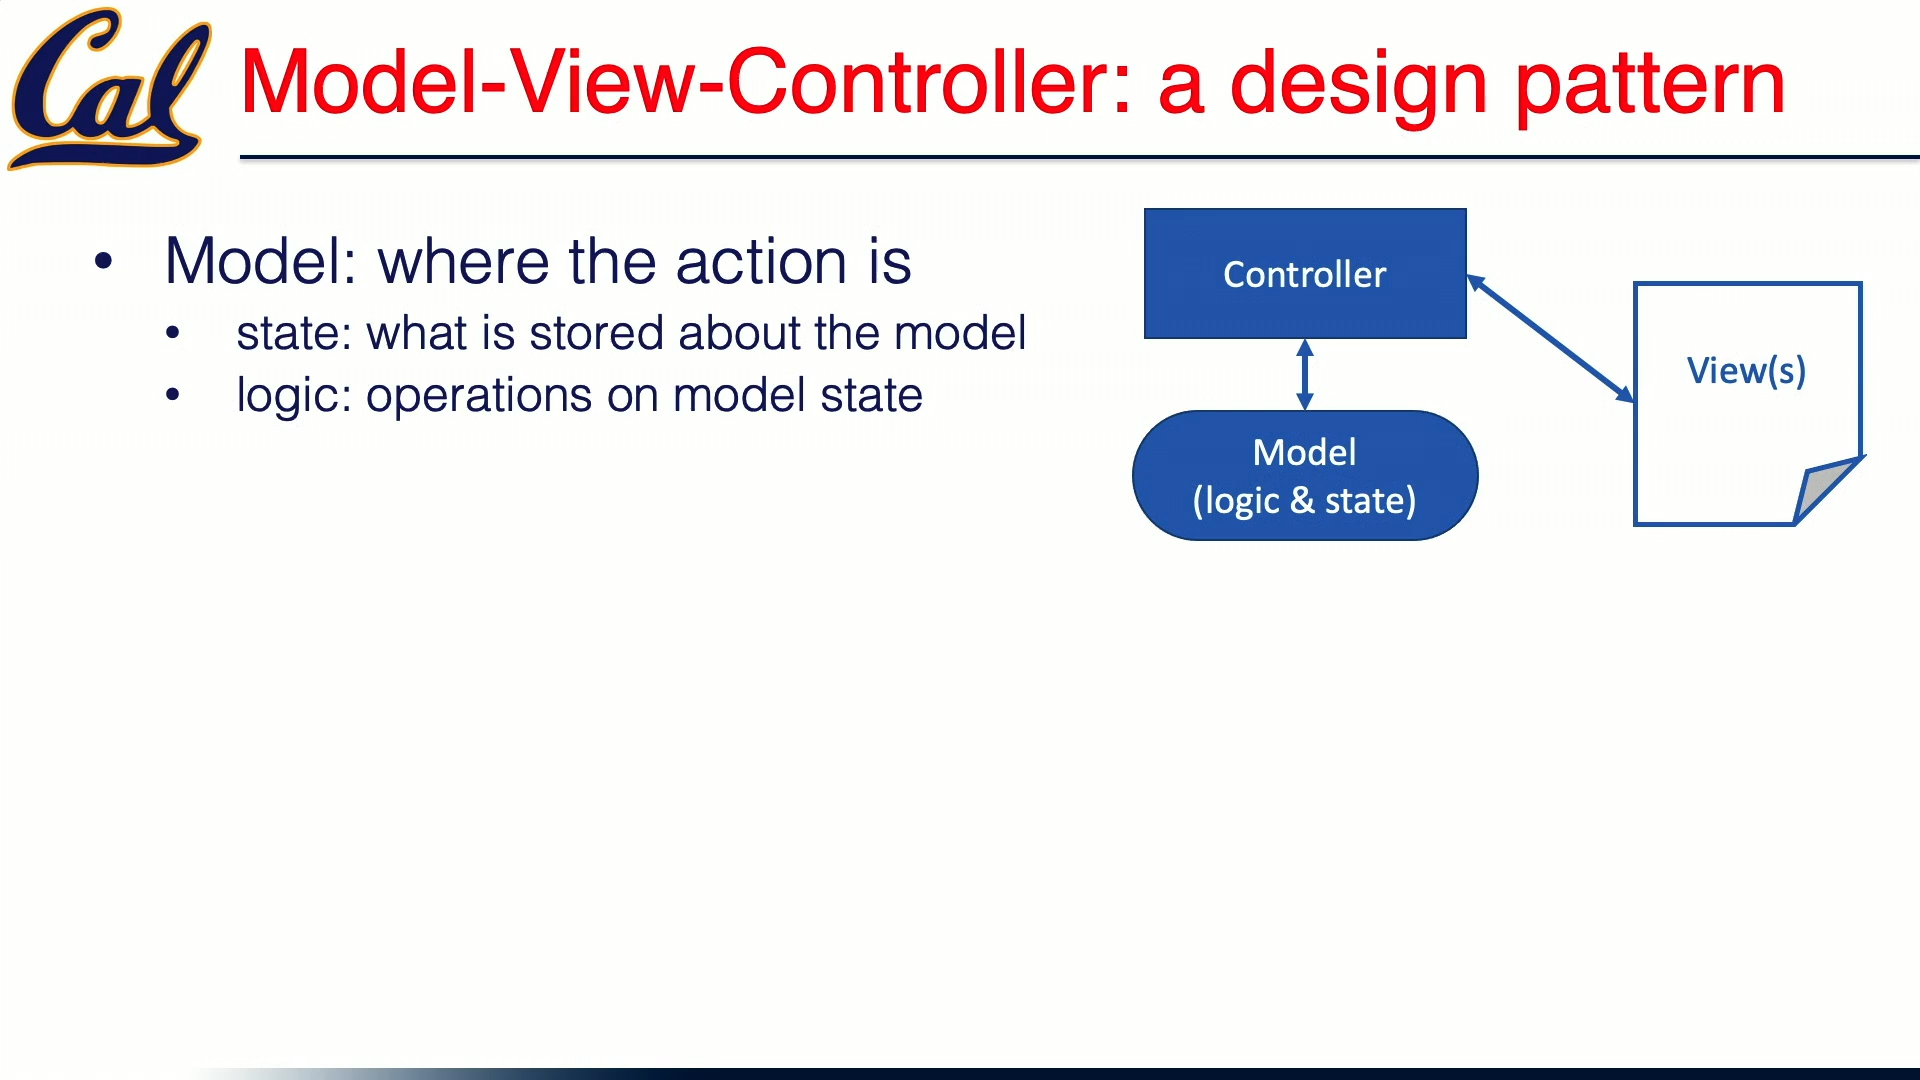 Cal
Model-View-Controller: a design pattern
• Model: where the action is
• state: what is stored about the model
• logic: operations on model state
Controller
Model
(logic & state)
View(s)